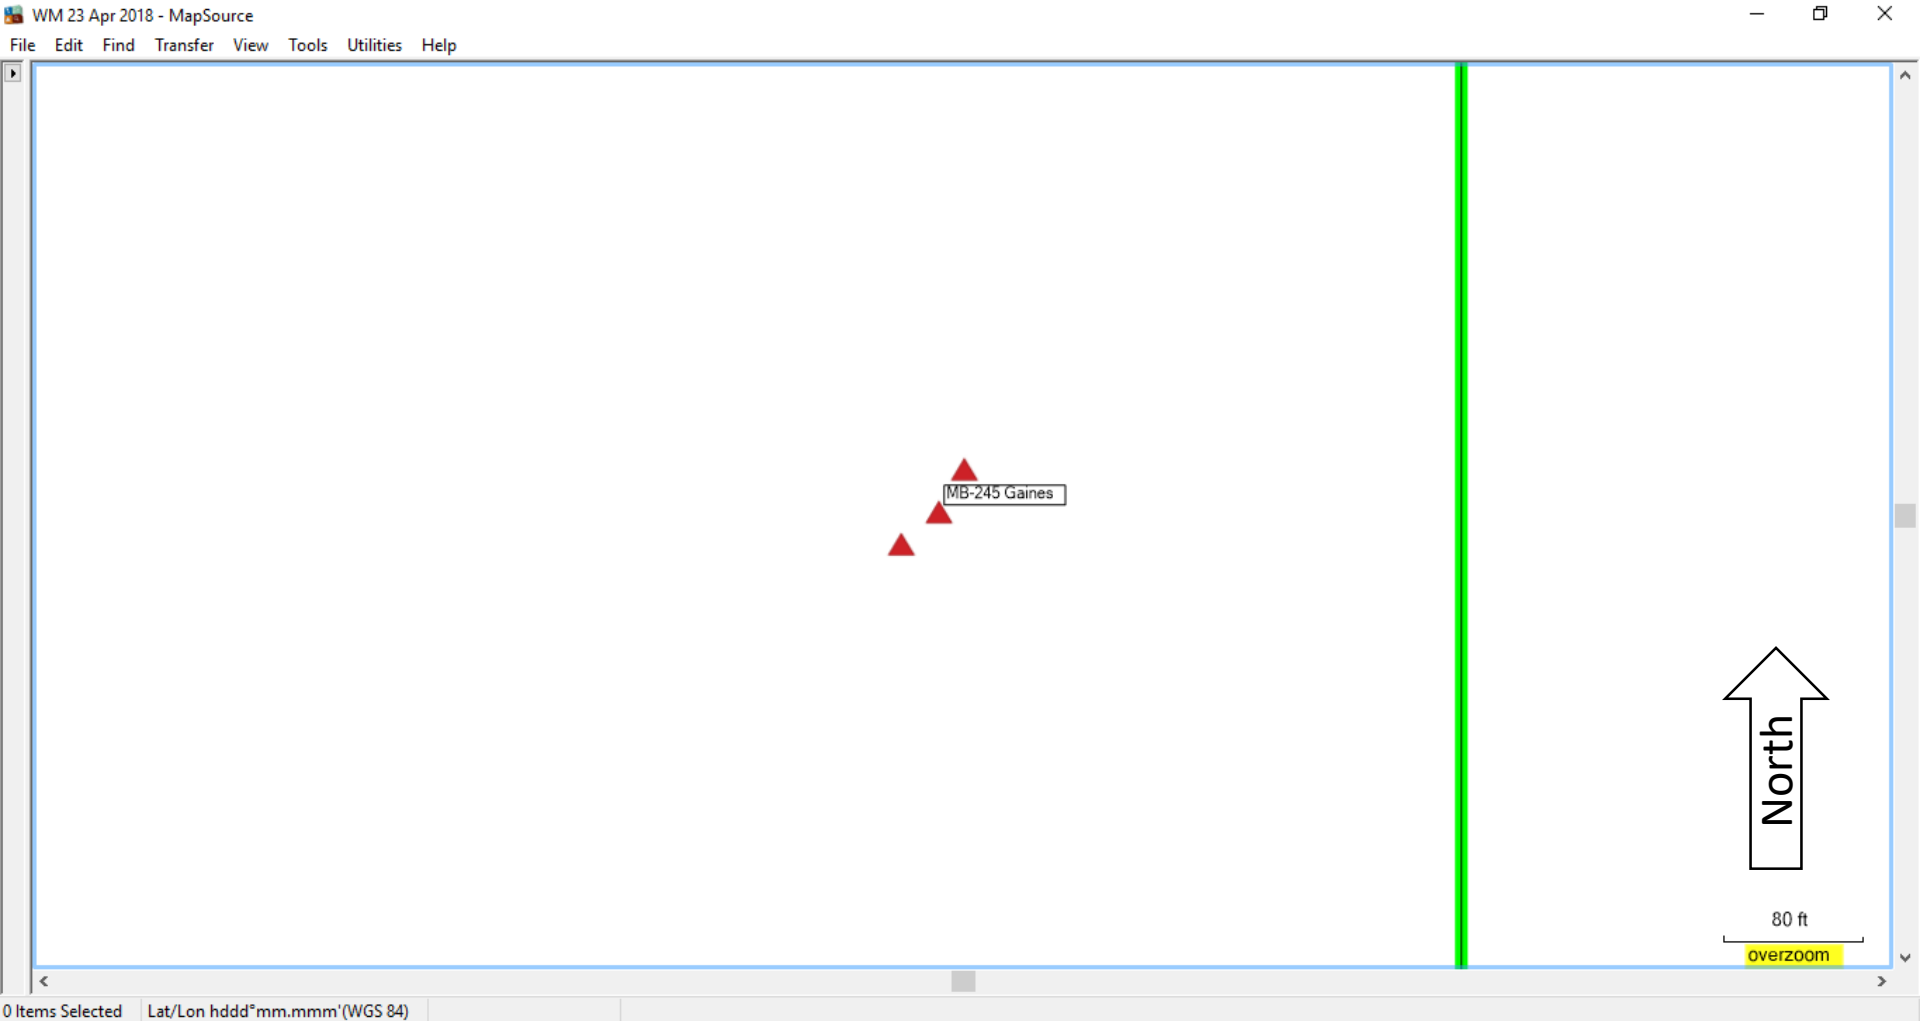 WM 23 Apr 2018 - MapSource
File Edit Find Transfer View Tools Utilities Help
MB-245 Gaines
North
80 ft
overzoom
0 Items Selected Lat/Lon hddd°mm.mmm'(WGS 84)